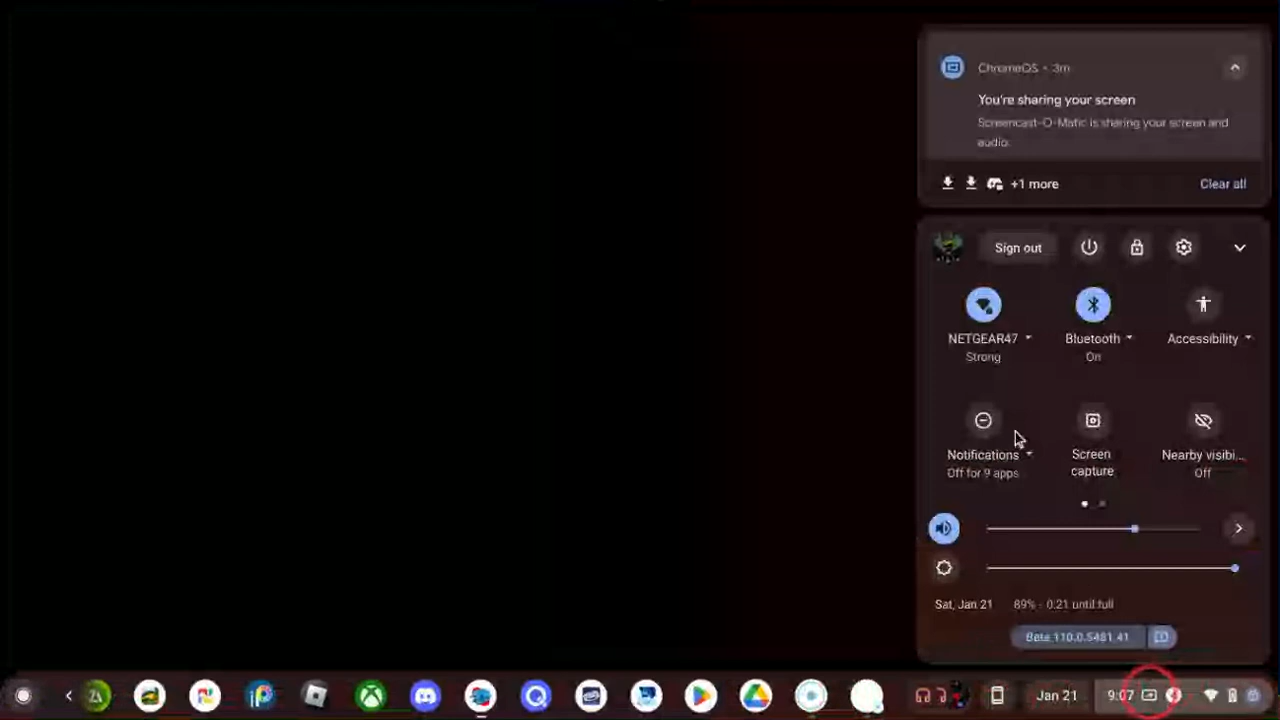 ChromeOS • 3m
You're sharing your screen
Screencast-O-Matic is sharing your screen and
audio.
+1 more
Clear all
Sign out
NETGEAR47
Strong
Bluetooth
On
Accessibility
Notifications
Off for 9 apps
Screen
capture
Nearby visibi...
Off
Sat, Jan 21
89% - 0:21 until full
Beta 110.0.5481.41
Jan 21
9:07